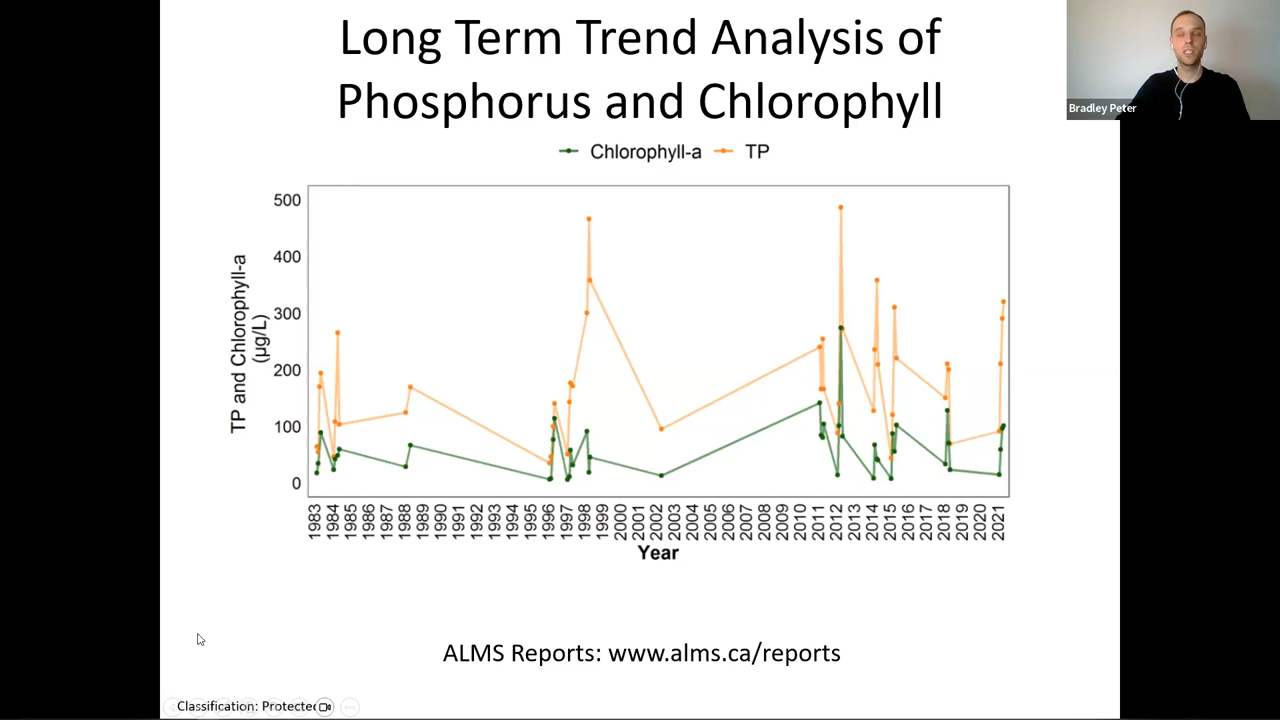 Long Term Trend Analysis of
Phosphorus and Chlorophyll
Bradley Peter
Chlorophyll-a TP
TP and Chlorophyll-a
(µg/L)
500
400
300
200
100
0
1983 1984 1985 1986 1987 1988 1989 1990 1991 1992 1993 1994 1995 1996 1997 1998 1999 2000 2001 2002 2003 2004 2005 2006 2007 2008 2009 2010 2011 2012 2013 2014 2015 2016 2017 2018 2019 2020 2021
Year
ALMS Reports: www.alms.ca/reports
Classification: Protected